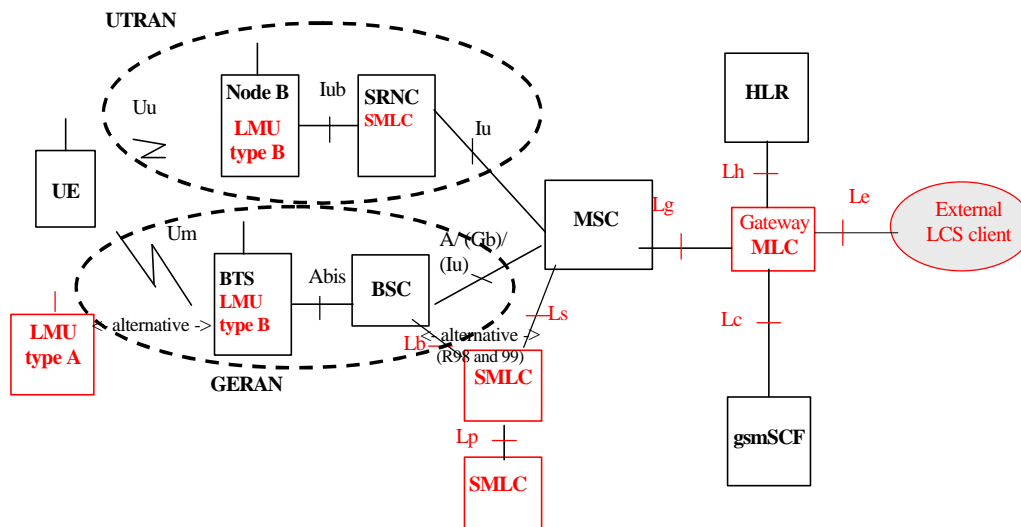 UTRAN
Uu
Node B
LMU
type B
Iub
SRNC
SMLC
Iu
HLR
UE
Lh
Le
MSC
Lg
Gateway
MLC
External
LCS client
Um
A/ (Gb)/
(Iu)
BTS
LMU
type B
Abis
BSC
Ls
Lc
LMU
type A
<- alternative ->
Lb
<- alternative ->
(R98 and 99)
GERAN
SMLC
Lp
gsmSCF
SMLC